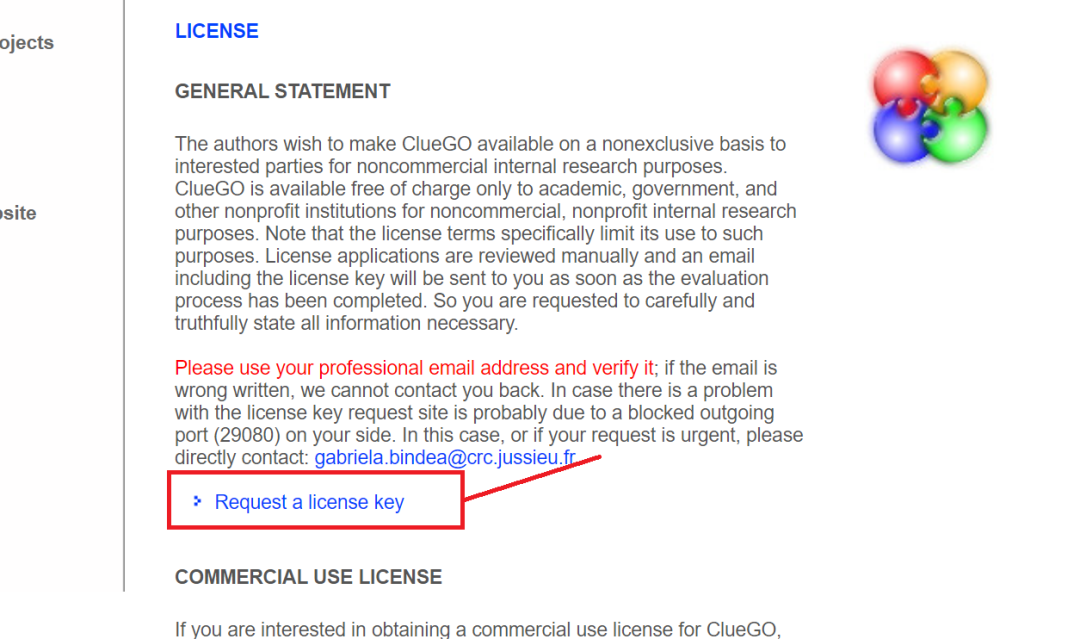 LICENSE
ojects
GENERAL STATEMENT
The authors wish to make ClueGO available on a nonexclusive basis to
interested parties for noncommercial internal research purposes.
ClueGO is available free of charge only to academic, government, and
other nonprofit institutions for noncommercial, nonprofit internal research
osite
purposes. Note that the license terms specifically limit its use to such
purposes. License applications are reviewed manually and an email
including the license key will be sent to you as soon as the evaluation
process has been completed. So you are requested to carefully and
truthfully state all information necessary.
Please use your professional email address and verify it; if the email is
wrong written, we cannot contact you back. In case there is a problem
with the license key request site is probably due to a blocked outgoing
port (29080) on your side. In this case, or if your request is urgent, please
directly contact: gabriela.bindea@crc.jussieu.fr
Request a license key
COMMERCIAL USE LICENSE
If you are interested in obtaining a commercial use license for ClueGO,